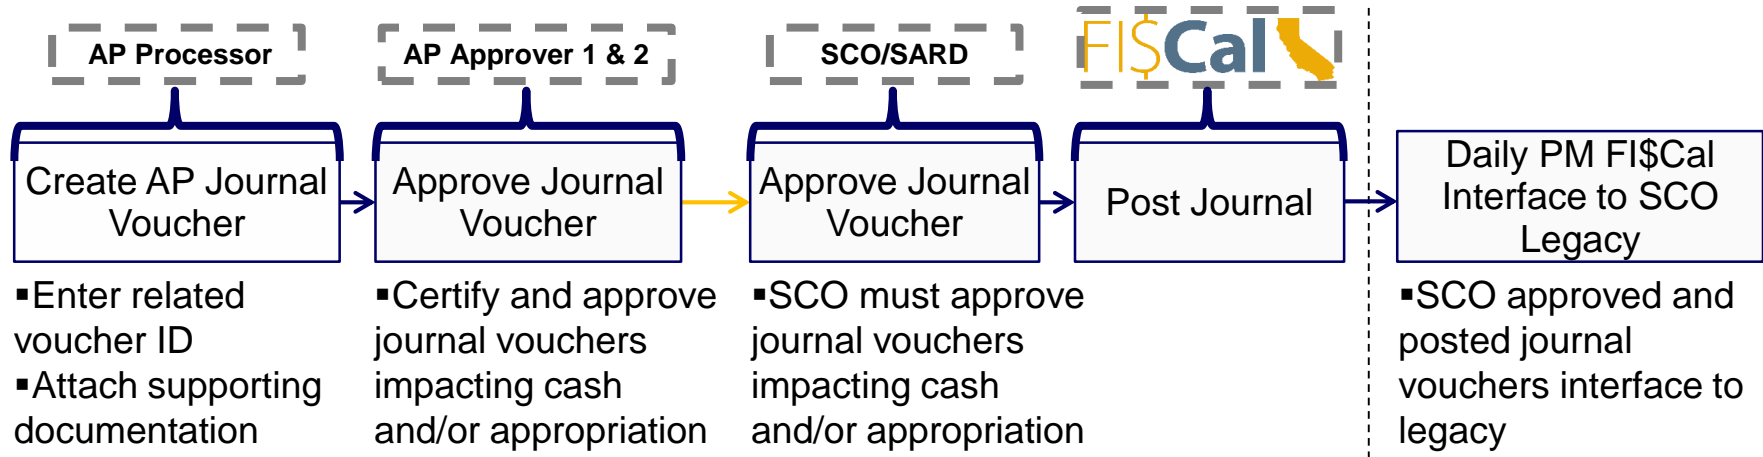 AP Processor
AP Approver 1 & 2
SCO/SARD
FI$Cal
Create AP Journal
Voucher
Approve Journal
Voucher
Approve Journal
Voucher
Post Journal
Daily PM FI$Cal
Interface to SCO
Legacy
▪Enter related
voucher ID
▪Attach supporting
documentation
▪Certify and approve
journal vouchers
impacting cash
and/or appropriation
▪SCO must approve
journal vouchers
impacting cash
and/or appropriation
▪SCO approved and
posted journal
vouchers interface to
legacy